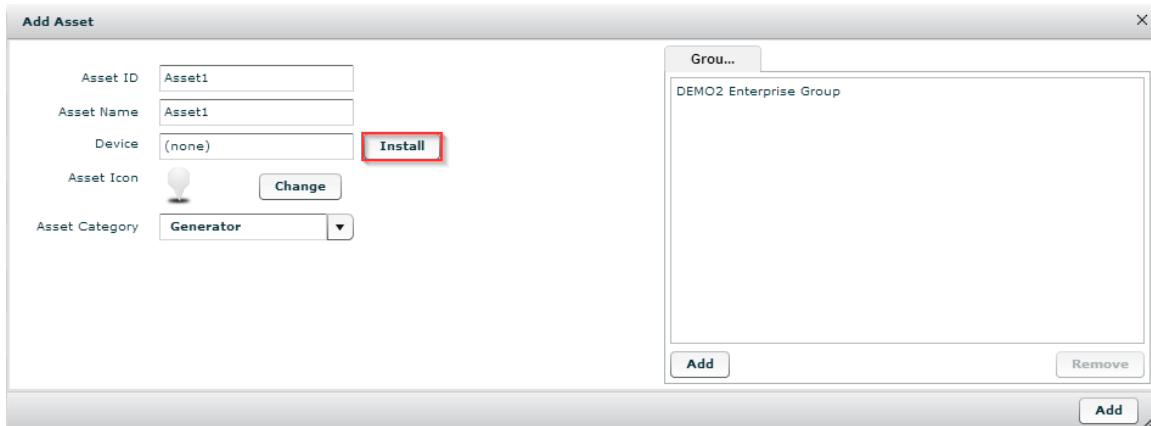 Add Asset
Asset ID Asset1
Asset Name Asset1
Device (none) Install
Asset Icon Change
Asset Category Generator
Grou...
DEMO2 Enterprise Group
Add Remove
Add